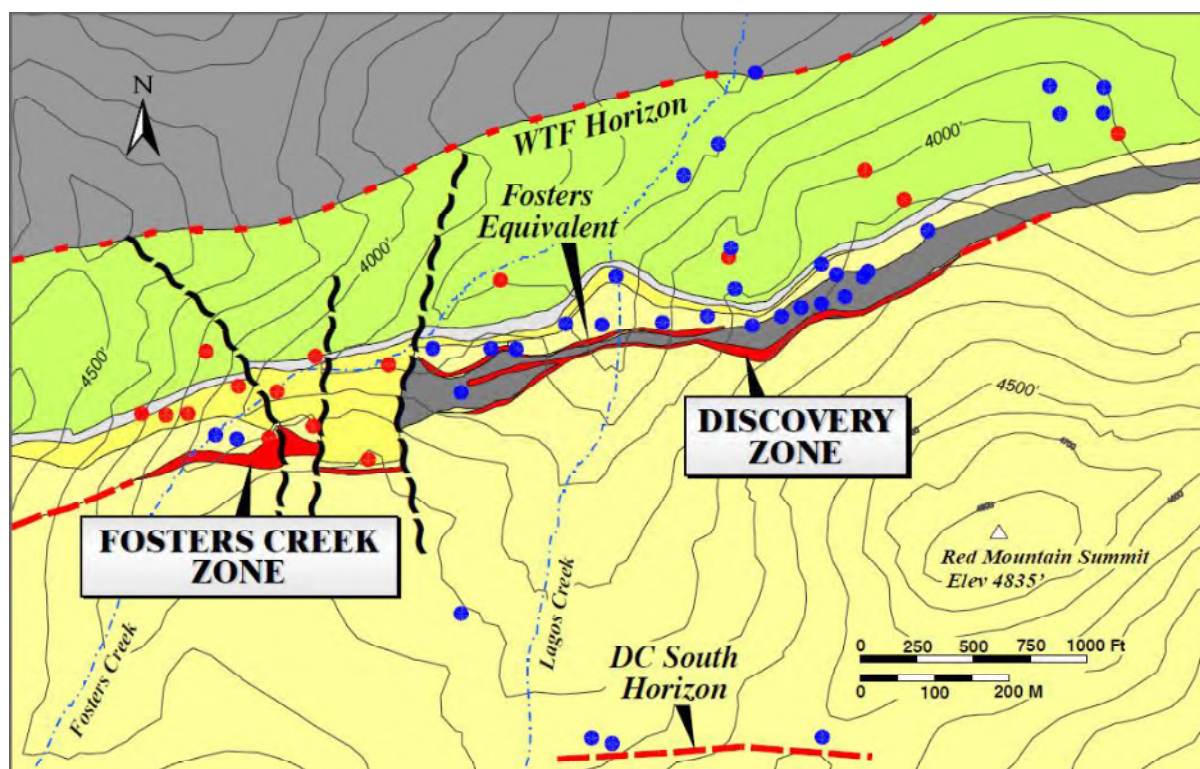 N
WTF Horizon
Fosters
Equivalent
4000'
4000'
4500'
4500'
DISCOVERY
ZONE
FOSTERS CREEK
ZONE
Red Mountain Summit
Elev 4835'
Fosters Creek
Lagos Creek
DC South
Horizon
0 250 500 750 1000 Ft
0 100 200 M